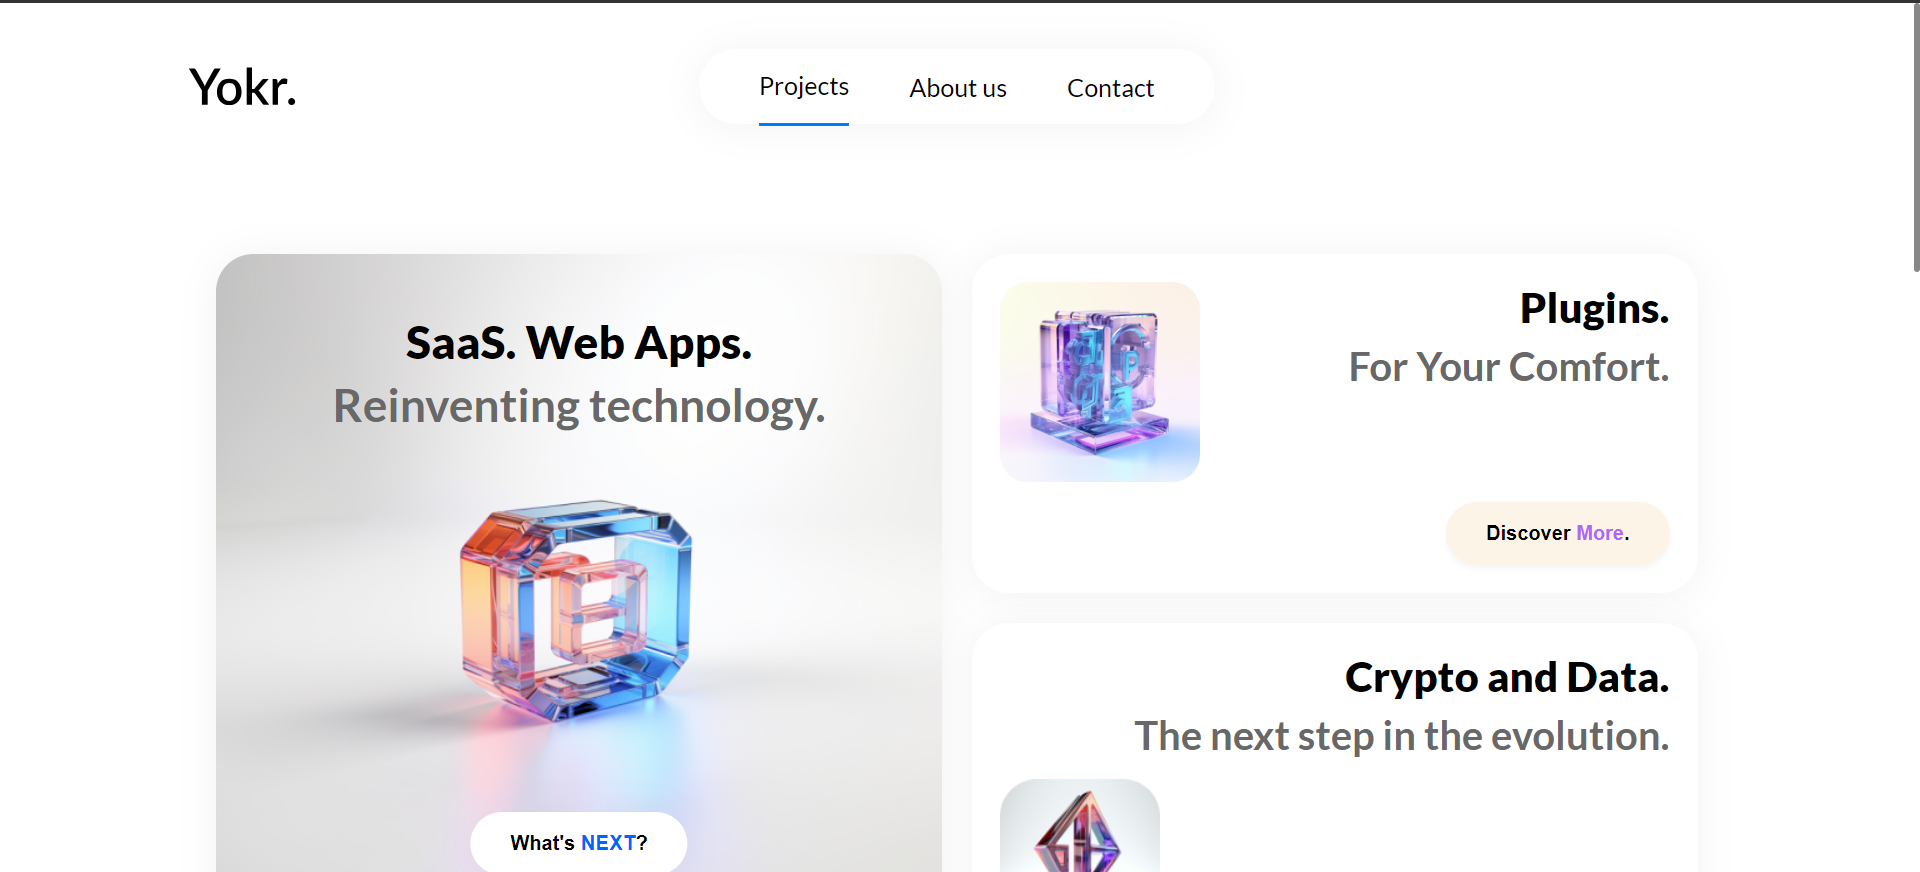 Yokr.
Projects
About us
Contact
SaaS. Web Apps.
Reinventing technology.
What's NEXT?
Plugins.
For Your Comfort.
Discover More.
Crypto and Data.
The next step in the evolution.